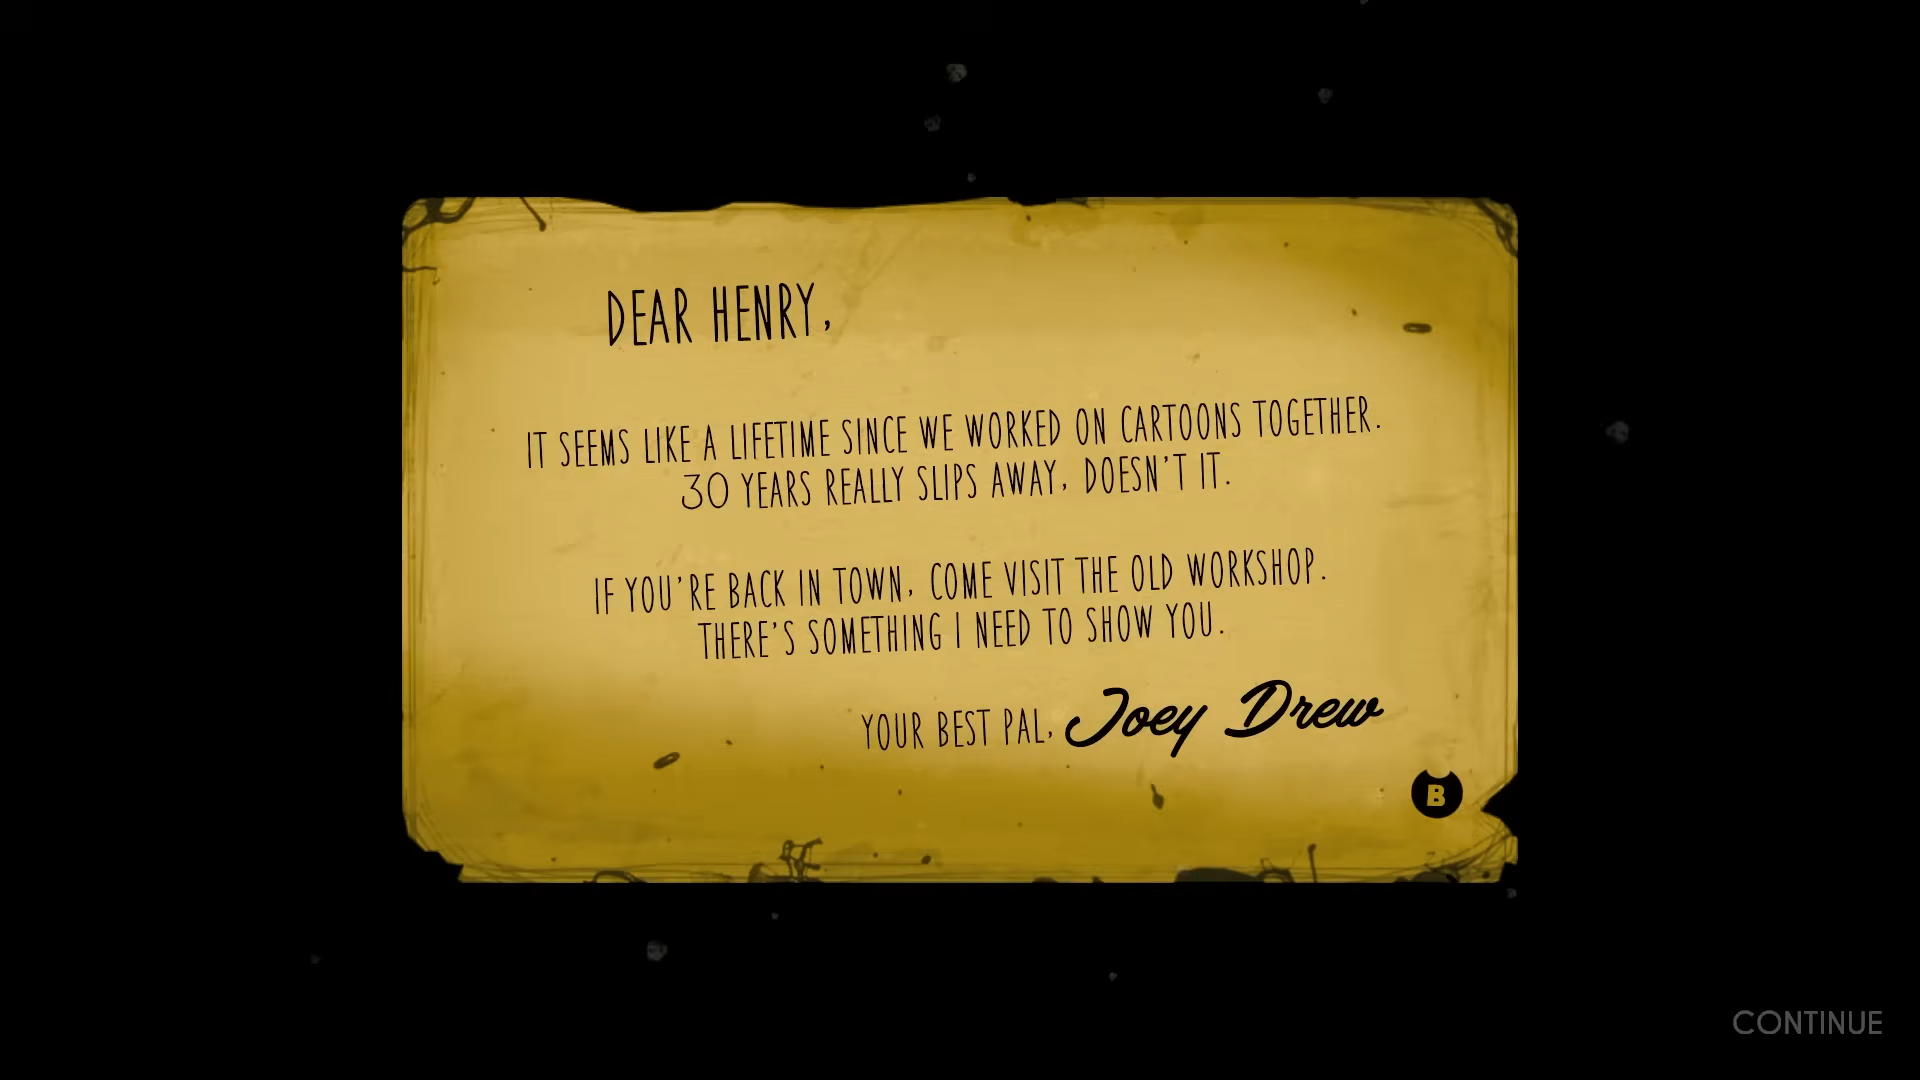 DEAR HENRY,
IT SEEMS LIKE A LIFETIME SINCE WE WORKED ON CARTOONS TOGETHER.
30 YEARS REALLY SLIPS AWAY, DOESN'T IT.
IF YOU'RE BACK IN TOWN, COME VISIT THE OLD WORKSHOP.
THERE'S SOMETHING I NEED TO SHOW YOU.
YOUR BEST PAL, Joey Drew
B
CONTINUE